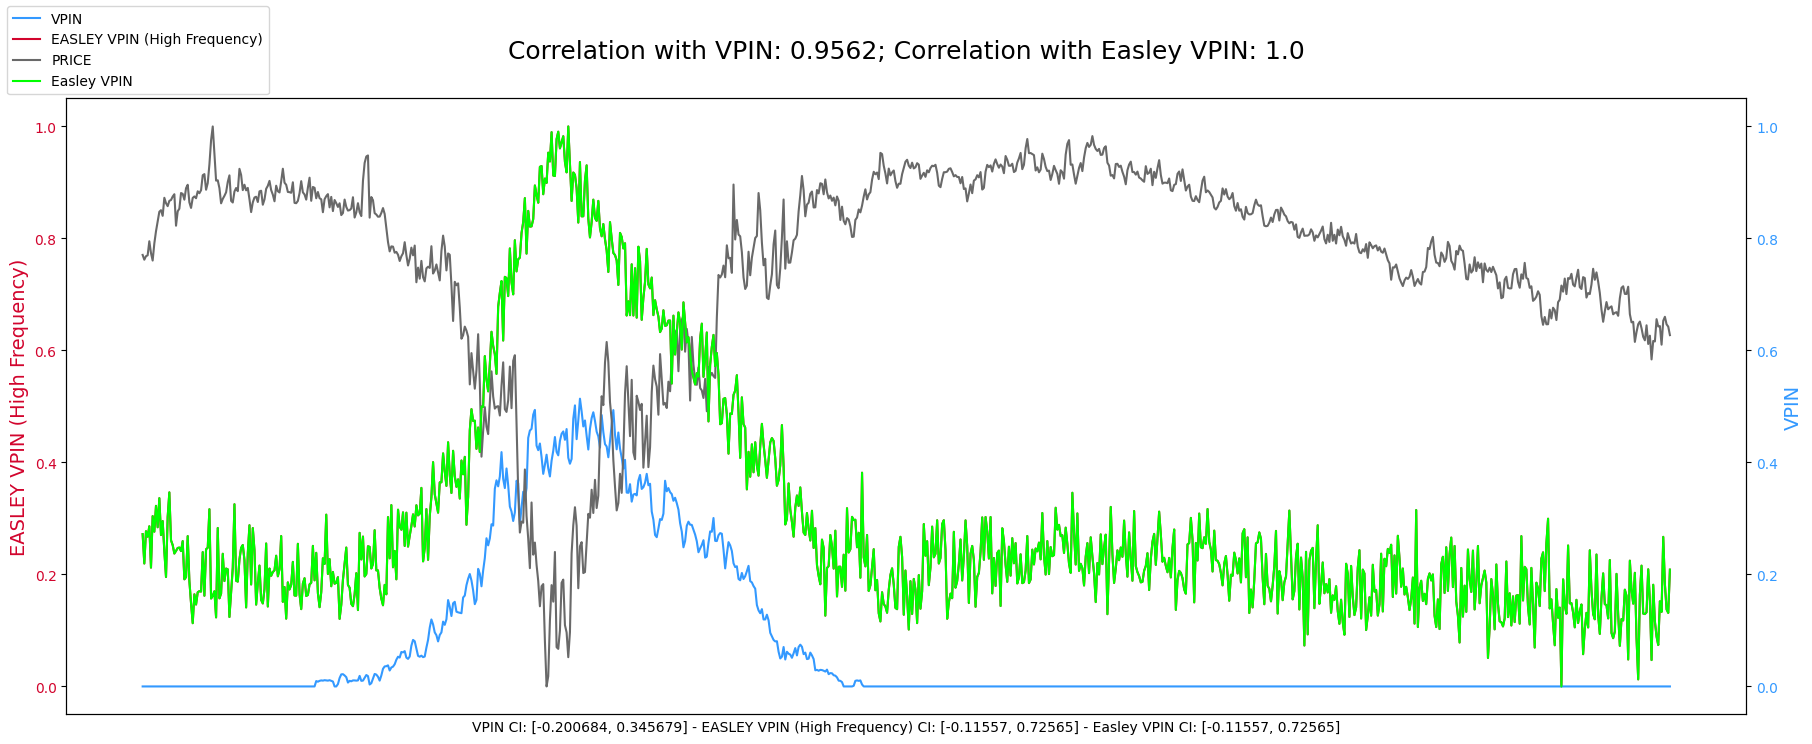 VPIN
EASLEY VPIN (High Frequency)
PRICE
Easley VPIN
Correlation with VPIN: 0.9562; Correlation with Easley VPIN: 1.0
EASLEY VPIN (High Frequency)
1.0
0.8
0.6
0.4
0.2
0.0
1.0
0.8
0.6
0.4
0.2
0.0
VPIN
VPIN CI: [-0.200684, 0.345679] - EASLEY VPIN (High Frequency) CI: [-0.11557, 0.72565] - Easley VPIN CI: [-0.11557, 0.72565]